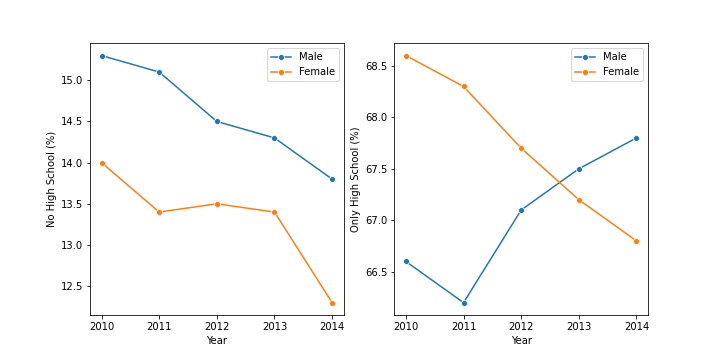 No High School (%)
15.0
14.5
14.0
13.5
13.0
12.5
Male
Female
2010 2011 2012 2013 2014
Year
Only High School (%)
68.5
68.0
67.5
67.0
66.5
Male
Female
2010 2011 2012 2013 2014
Year